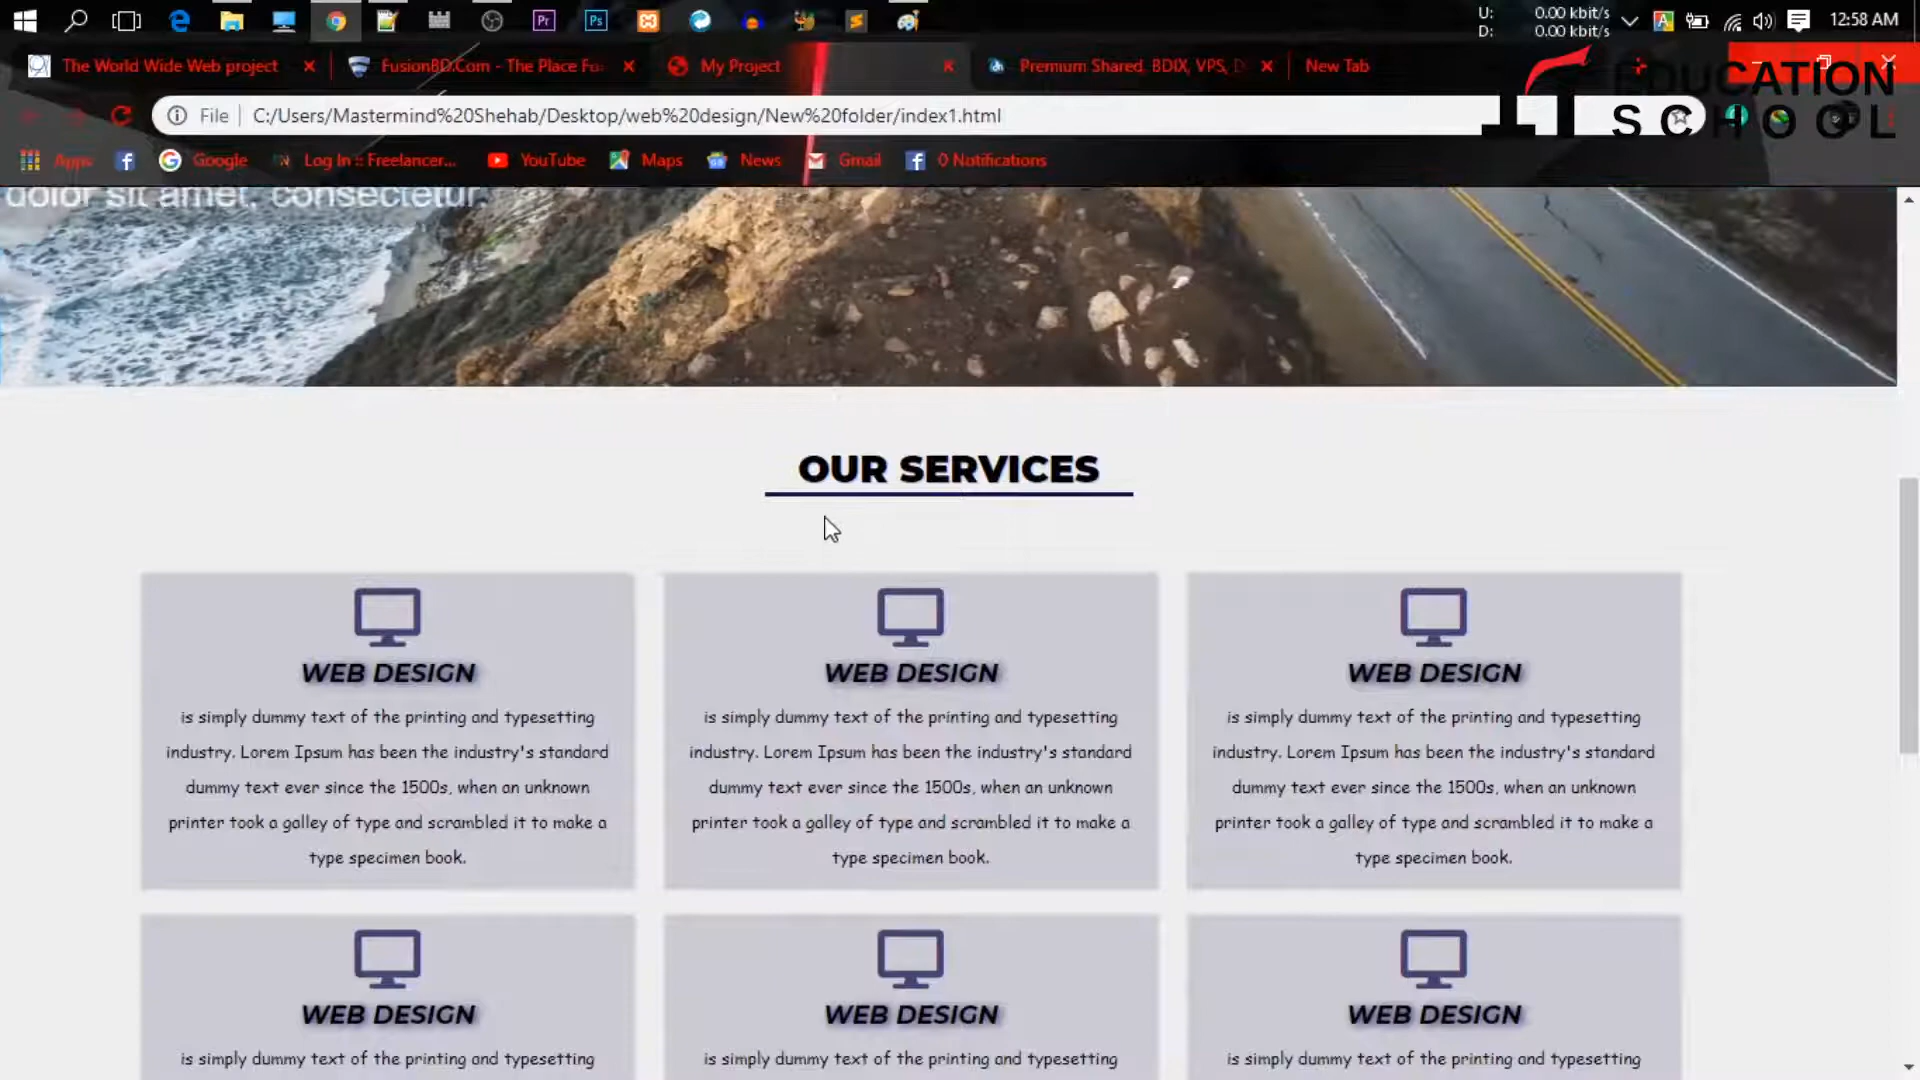 U: 0.00 kbit/s
D: 0.00 kbit/s
12:58 AM
The World Wide Web project
FusionBD.Com - The Place Fo
My Project
Premium Shared, BDIX, VPS, D
New Tab
EDUCATION
IT SCHOOL
File
C:/Users/Mastermind%20Shehab/Desktop/web%20design/New%20folder/index1.html
Apps
Google
Log In :: Freelancer...
YouTube
Maps
News
Gmail
0 Notifications
dolor sit amet, consectetur.
OUR SERVICES
WEB DESIGN
is simply dummy text of the printing and typesetting
industry. Lorem Ipsum has been the industry's standard
dummy text ever since the 1500s, when an unknown
printer took a galley of type and scrambled it to make a
type specimen book.
WEB DESIGN
is simply dummy text of the printing and typesetting
industry. Lorem Ipsum has been the industry's standard
dummy text ever since the 1500s, when an unknown
printer took a galley of type and scrambled it to make a
type specimen book.
WEB DESIGN
is simply dummy text of the printing and typesetting
industry. Lorem Ipsum has been the industry's standard
dummy text ever since the 1500s, when an unknown
printer took a galley of type and scrambled it to make a
type specimen book.
WEB DESIGN
is simply dummy text of the printing and typesetting
WEB DESIGN
is simply dummy text of the printing and typesetting
WEB DESIGN
is simply dummy text of the printing and typesetting